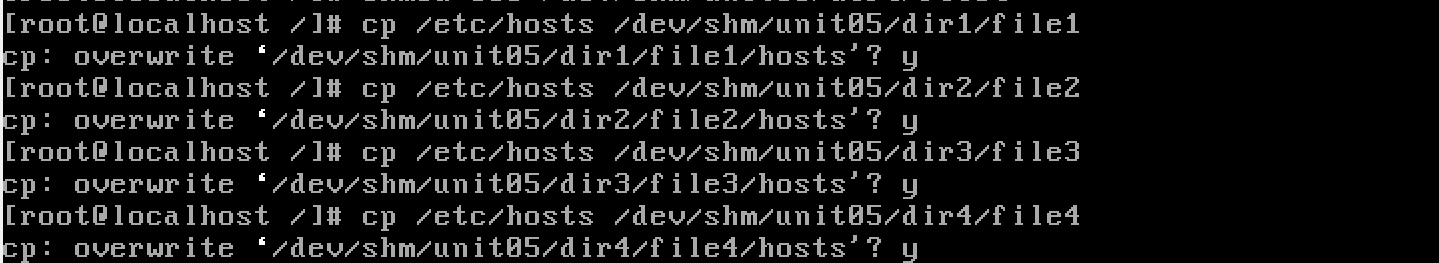 [root@localhost /]# cp /etc/hosts /dev/shm/unit05/dir1/file1
cp: overwrite ‘/dev/shm/unit05/dir1/file1/hosts’? y
[root@localhost /]# cp /etc/hosts /dev/shm/unit05/dir2/file2
cp: overwrite ‘/dev/shm/unit05/dir2/file2/hosts’? y
[root@localhost /]# cp /etc/hosts /dev/shm/unit05/dir3/file3
cp: overwrite ‘/dev/shm/unit05/dir3/file3/hosts’? y
[root@localhost /]# cp /etc/hosts /dev/shm/unit05/dir4/file4
cp: overwrite ‘/dev/shm/unit05/dir4/file4/hosts’? y